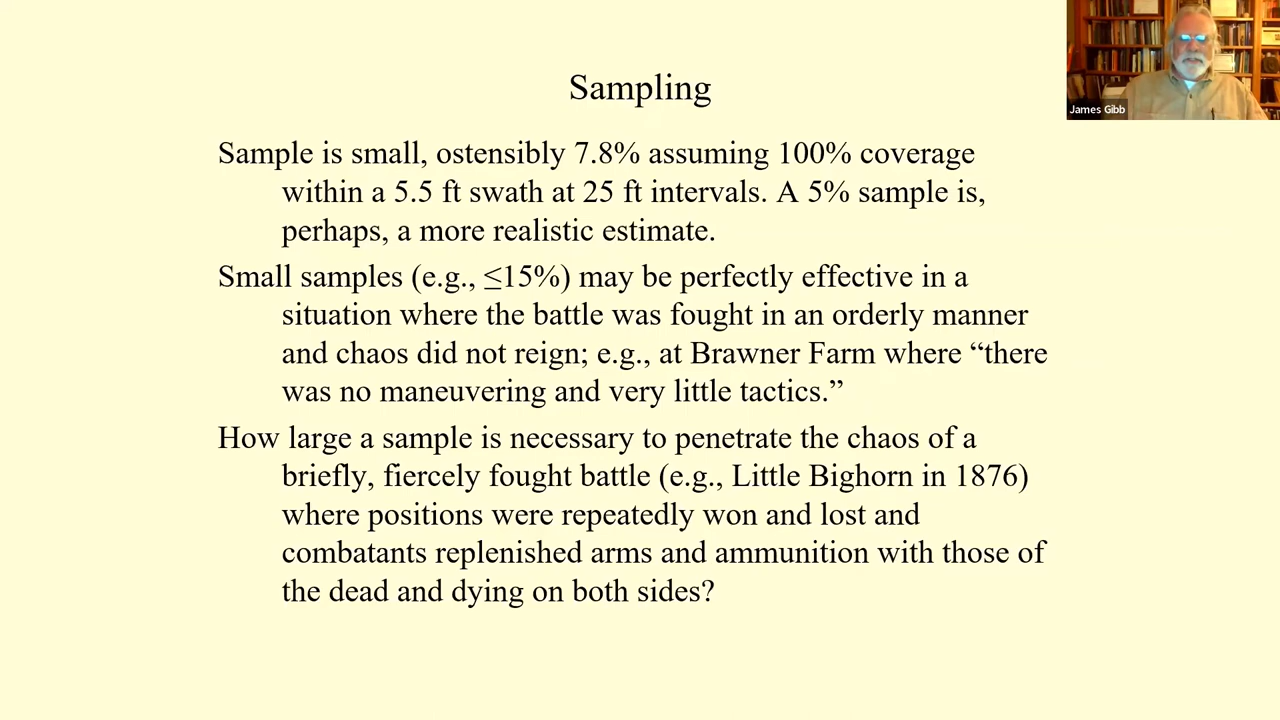 Sampling
James Gibb
Sample is small, ostensibly 7.8% assuming 100% coverage
within a 5.5 ft swath at 25 ft intervals. A 5% sample is,
perhaps, a more realistic estimate.
Small samples (e.g., ≤15%) may be perfectly effective in a
situation where the battle was fought in an orderly manner
and chaos did not reign; e.g., at Brawner Farm where “there
was no maneuvering and very little tactics.”
How large a sample is necessary to penetrate the chaos of a
briefly, fiercely fought battle (e.g., Little Bighorn in 1876)
where positions were repeatedly won and lost and
combatants replenished arms and ammunition with those of
the dead and dying on both sides?